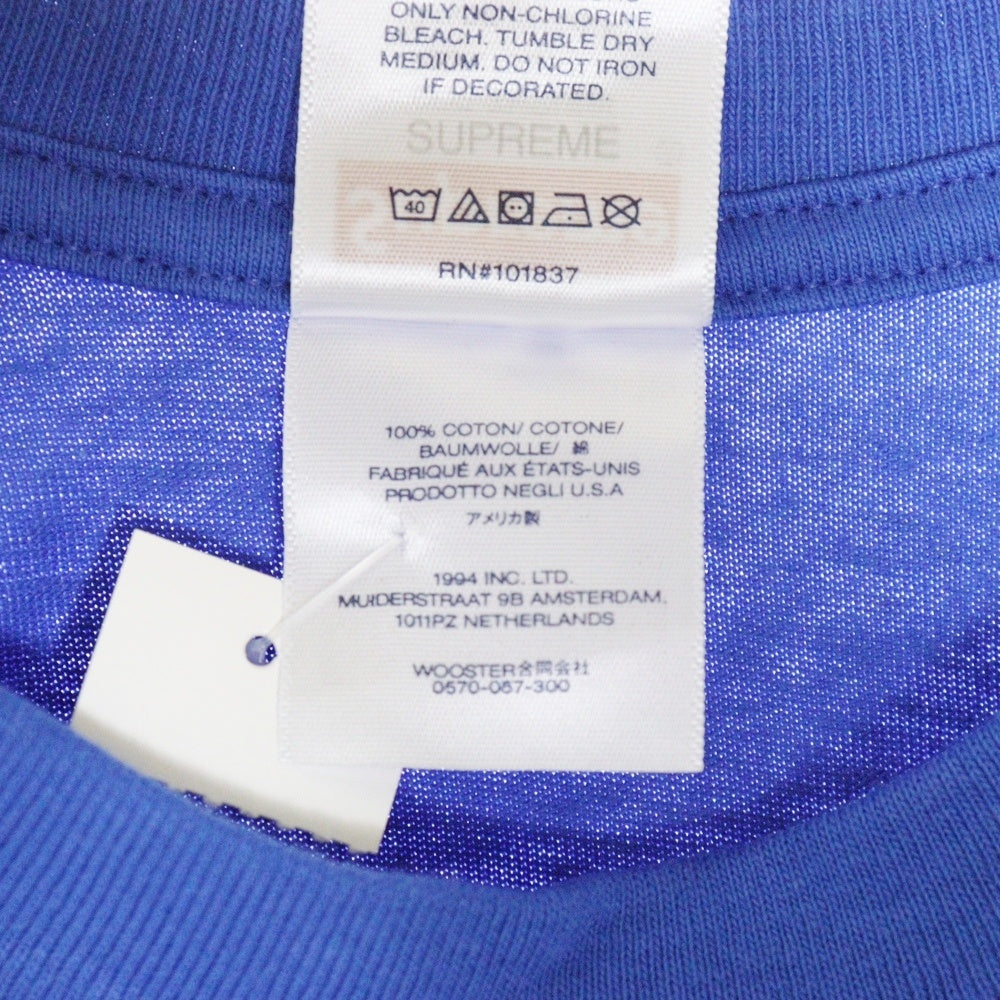 ONLY NON-CHLORINE
BLEACH. TUMBLE DRY
MEDIUM. DO NOT IRON
IF DECORATED.
SUPREME
40
RN#101837
100% COTON/ COTONE/
BAUMWOLLE/ 綿
FABRIQUÉ AUX ÉTATS-UNIS
PRODOTTO NEGLI U.S.A
アメリカ製
1994 INC. LTD.
MUIDERSTRAAT 9B AMSTERDAM,
1011PZ NETHERLANDS
WOOSTER合同会社
0570-087-300